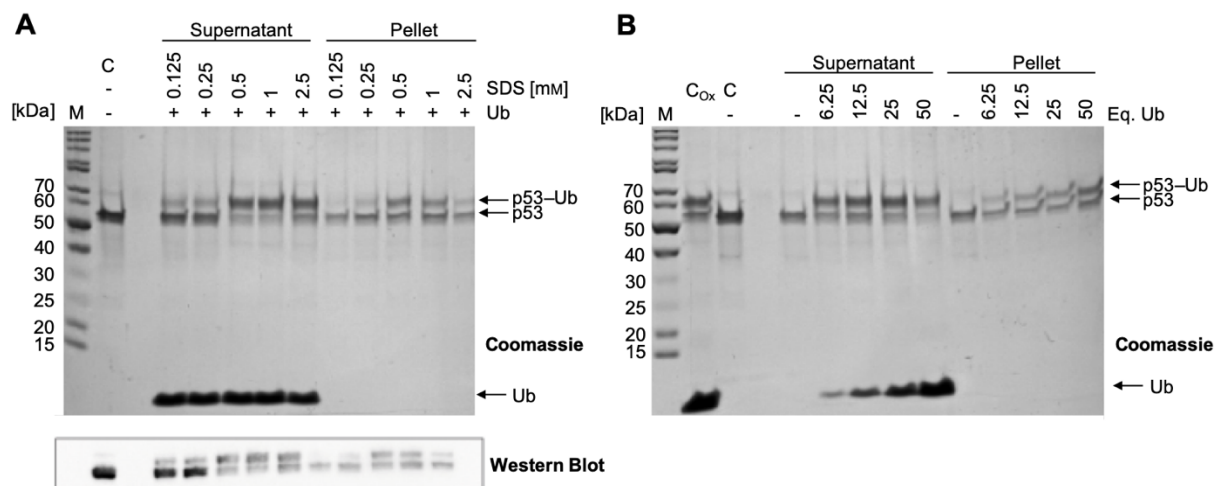 A
Supernatant
Pellet
C
0.125
0.25
0.5
1
2.5
0.125
0.25
0.5
1
2.5
SDS [mM]
[kDa]
M
-
-
+ + + + + + + + + +
Ub
70
60
50
40
30
25
20
15
p53–Ub
p53
Coomassie
Ub
Western Blot
B
Supernatant
Pellet
COx
C
[kDa]
M
-
-
6.25
12.5
25
50
-
6.25
12.5
25
50
Eq. Ub
70
60
50
40
30
25
20
15
p53–Ub
p53
Coomassie
Ub